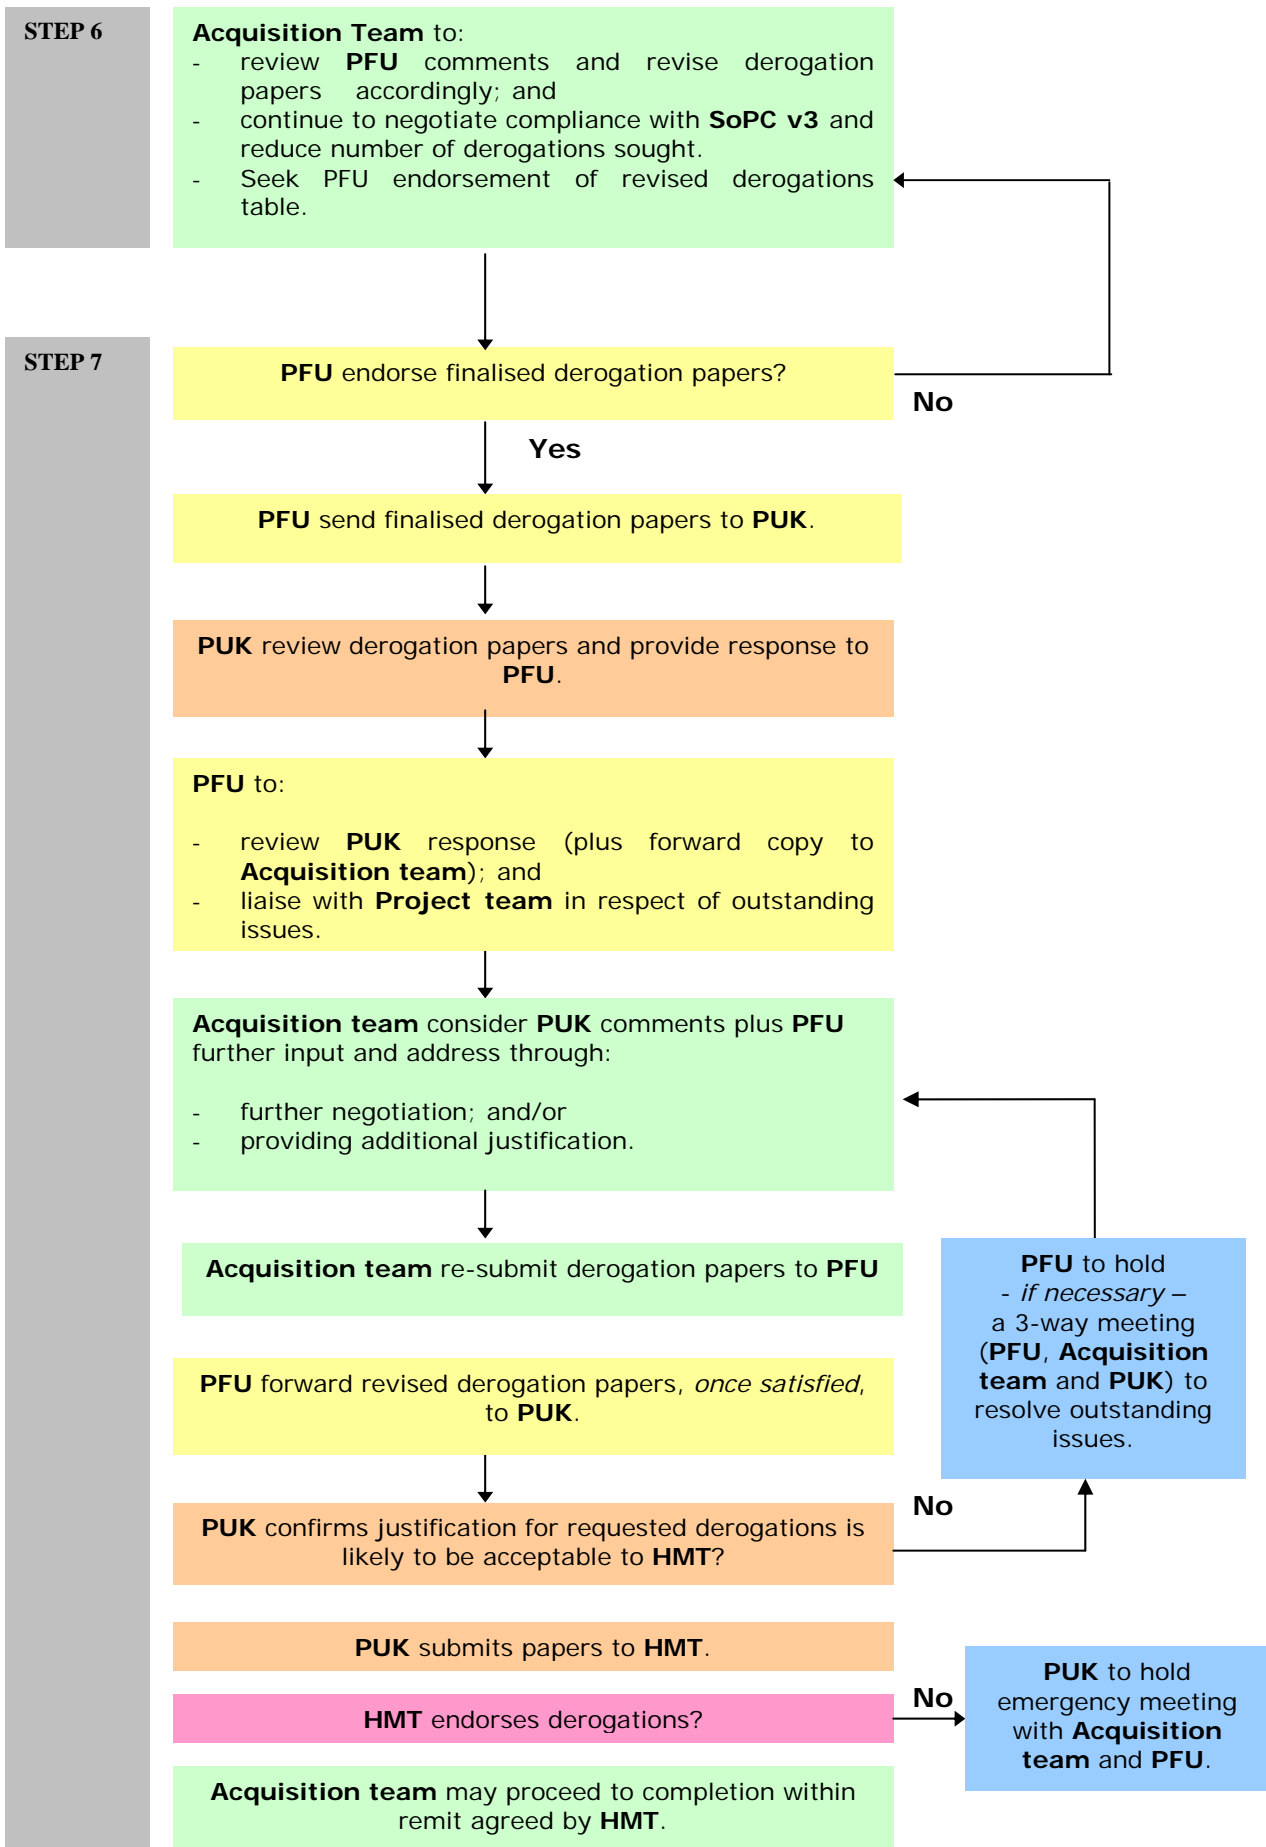 STEP 6
Acquisition Team to:
- review PFU comments and revise derogation
papers accordingly; and
- continue to negotiate compliance with SoPC v3 and
reduce number of derogations sought.
- Seek PFU endorsement of revised derogations
table.
STEP 7
PFU endorse finalised derogation papers?
No
Yes
PFU send finalised derogation papers to PUK.
PUK review derogation papers and provide response to
PFU.
PFU to:
- review PUK response (plus forward copy to
Acquisition team); and
- liaise with Project team in respect of outstanding
issues.
Acquisition team consider PUK comments plus PFU
further input and address through:
- further negotiation; and/or
- providing additional justification.
Acquisition team re-submit derogation papers to PFU
PFU to hold
- if necessary –
a 3-way meeting
(PFU, Acquisition
team and PUK) to
resolve outstanding
issues.
PFU forward revised derogation papers, once satisfied,
to PUK.
No
PUK confirms justification for requested derogations is
likely to be acceptable to HMT?
PUK submits papers to HMT.
HMT endorses derogations?
No
PUK to hold
emergency meeting
with Acquisition
team and PFU.
Acquisition team may proceed to completion within
remit agreed by HMT.